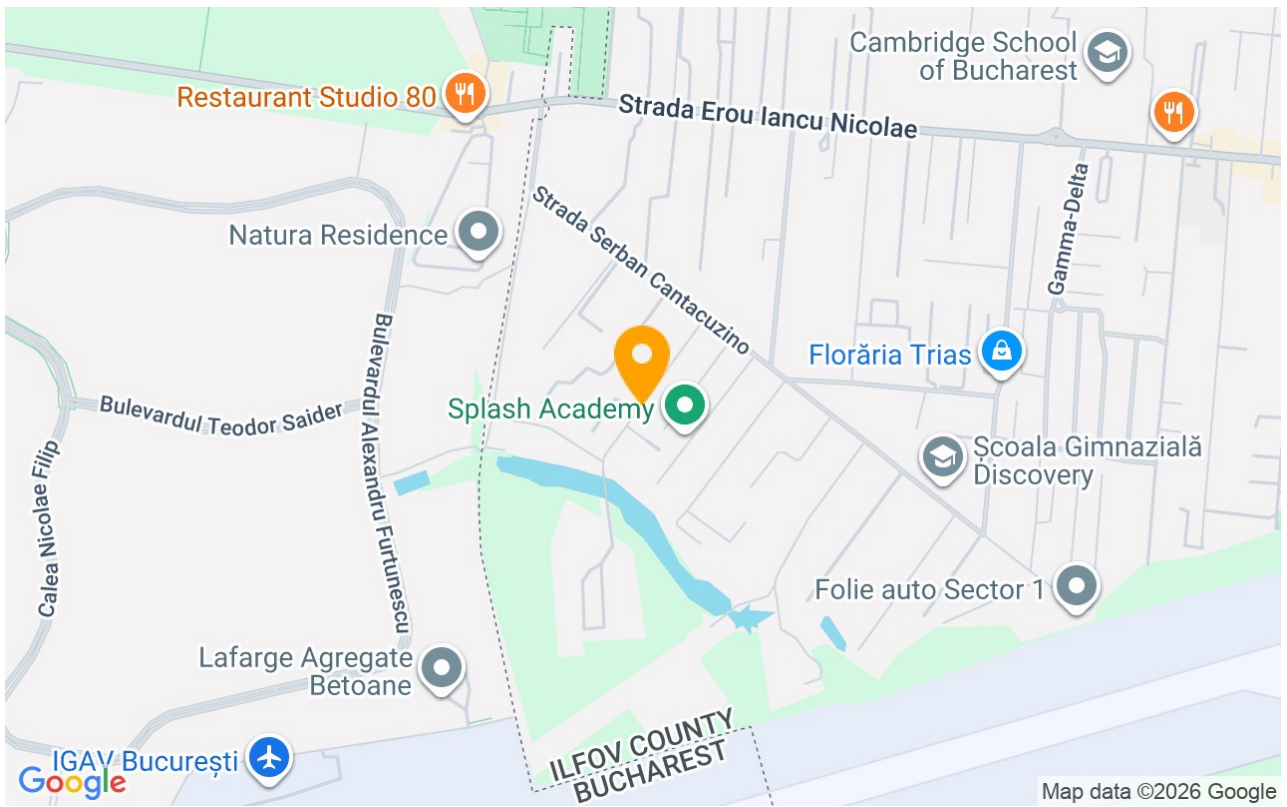 Cambridge School
of Bucharest
Restaurant Studio 80
Strada Erou Iancu Nicolae
Strada Serban Cantacuzino
Gamma-Delta
Natura Residence
Florăria Trias
Bulevardul Teodor Saider
Bulevardul Alexandru Furtunescu
Splash Academy
Școala Gimnazială
Discovery
Calea Nicolae Filip
Folie auto Sector 1
Lafarge Agregate
Betoane
ILFOV COUNTY
BUCHAREST
IGAV București
Google
Map data ©2026 Google